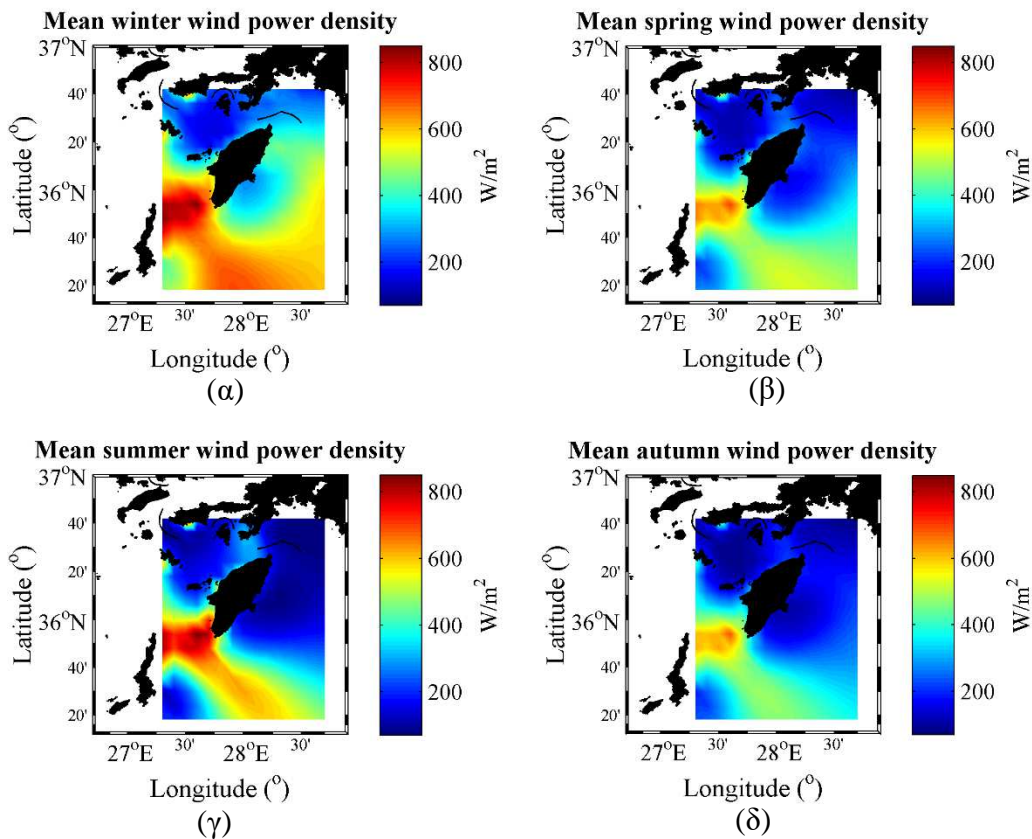 Mean winter wind power density
37°N
40'
20'
36°N
40'
20'
Latitude (°)
27°E 30' 28°E 30'
Longitude (°)
800
600
400
200
W/m²
(α)
Mean spring wind power density
37°N
40'
20'
36°N
40'
20'
Latitude (°)
27°E 30' 28°E 30'
Longitude (°)
800
600
400
200
W/m²
(β)
Mean summer wind power density
37°N
40'
20'
36°N
40'
20'
Latitude (°)
27°E 30' 28°E 30'
Longitude (°)
800
600
400
200
W/m²
(γ)
Mean autumn wind power density
37°N
40'
20'
36°N
40'
20'
Latitude (°)
27°E 30' 28°E 30'
Longitude (°)
800
600
400
200
W/m²
(δ)